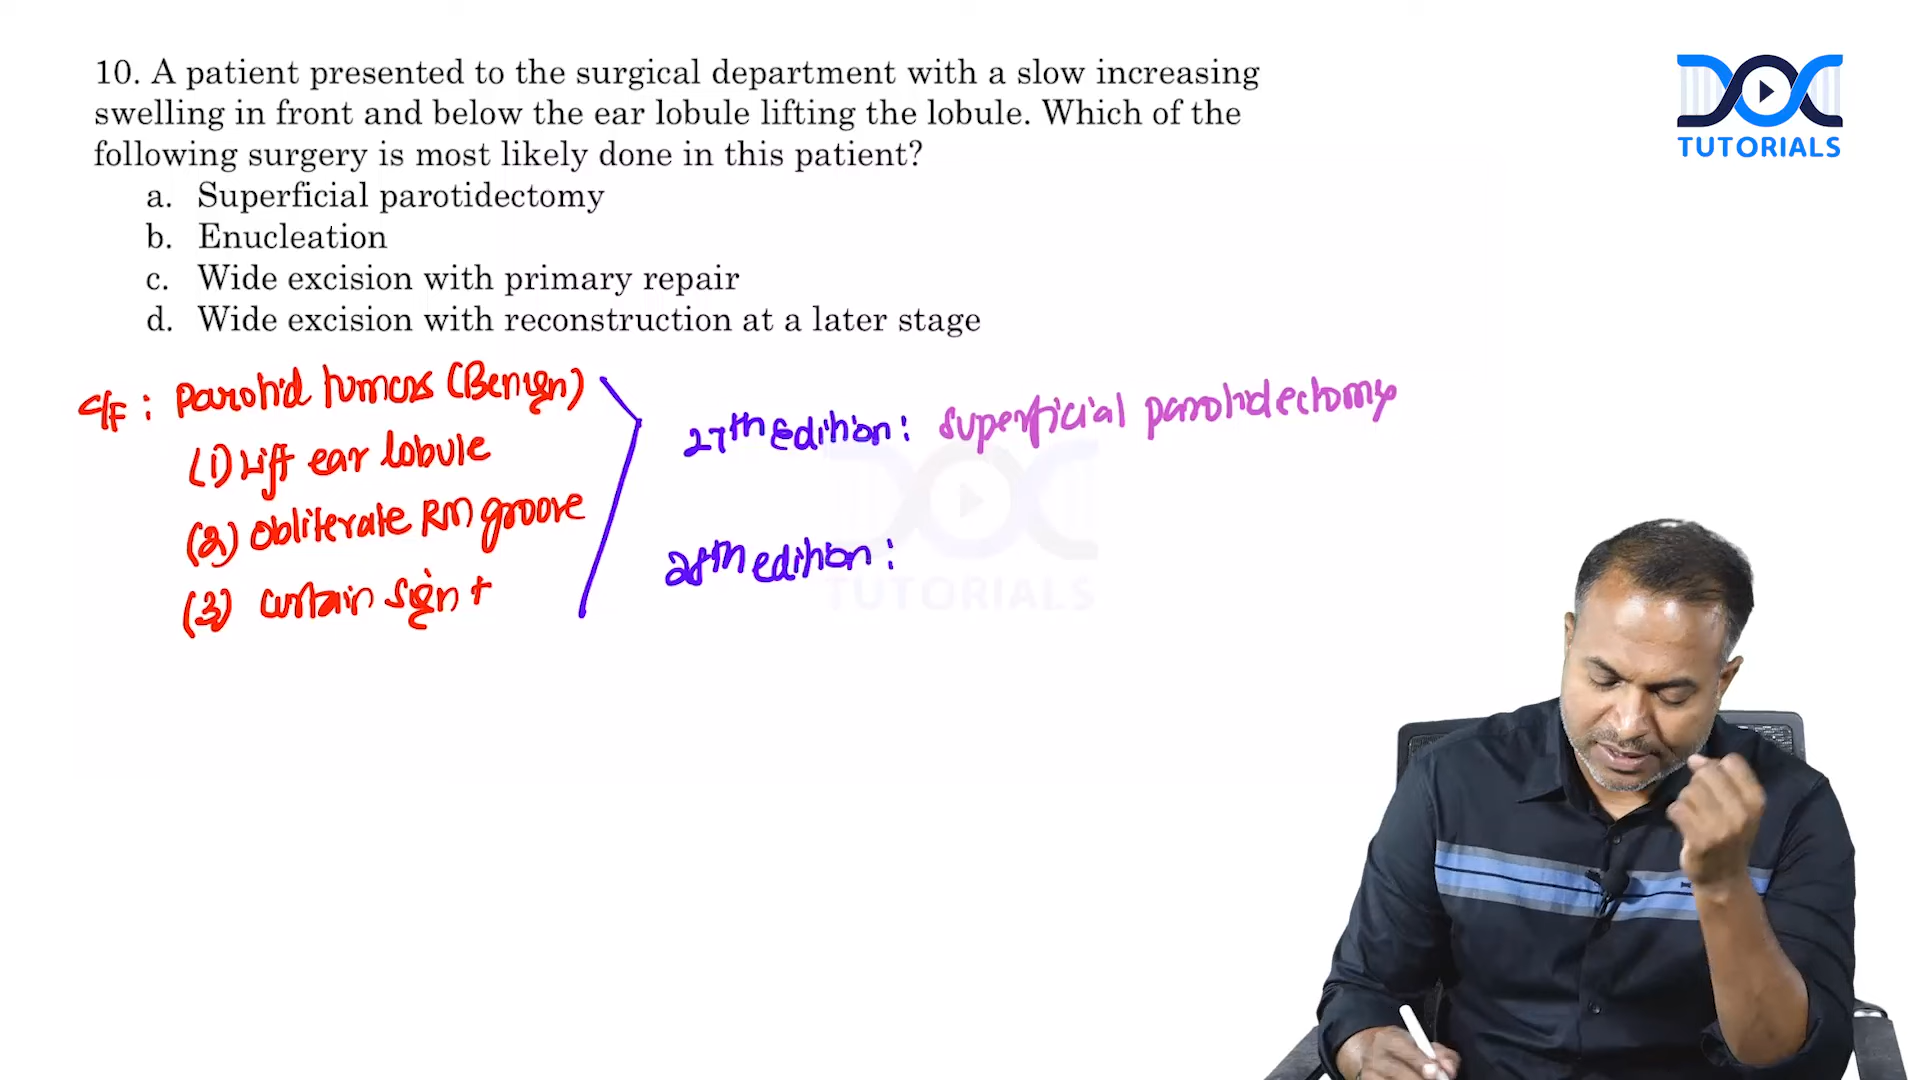 10. A patient presented to the surgical department with a slow increasing
swelling in front and below the ear lobule lifting the lobule. Which of the
following surgery is most likely done in this patient?
a. Superficial parotidectomy
b. Enucleation
c. Wide excision with primary repair
d. Wide excision with reconstruction at a later stage
TUTORIALS
C/F : Parotid tumors (Benign)
(1) Lift ear lobule
(2) Obliterate RM groove
(3) curtain sign +
27th Edition : superficial parotidectomy
28th edition :
TUTORIALS